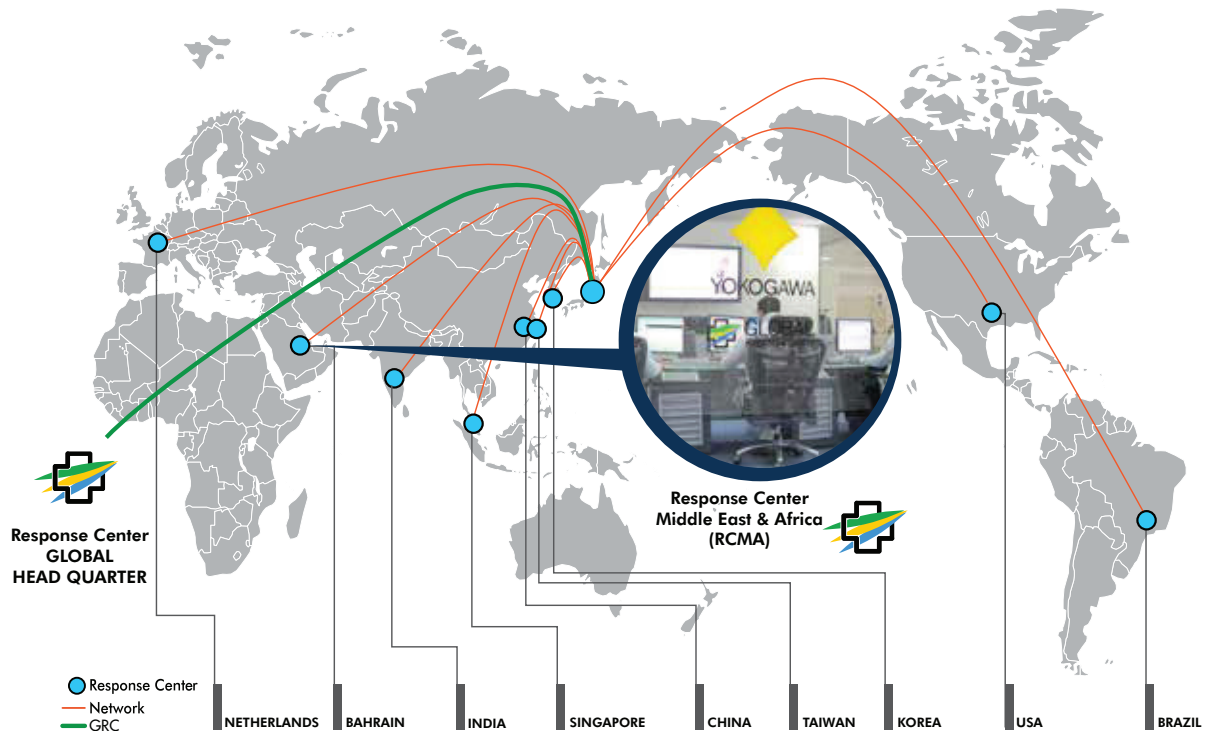 YOKOGAWA
GLOBAL
Response Center
Middle East & Africa
(RCMA)
Response Center
GLOBAL
HEAD QUARTER
Response Center
Network
GRC
NETHERLANDS
BAHRAIN
INDIA
SINGAPORE
CHINA
TAIWAN
KOREA
USA
BRAZIL